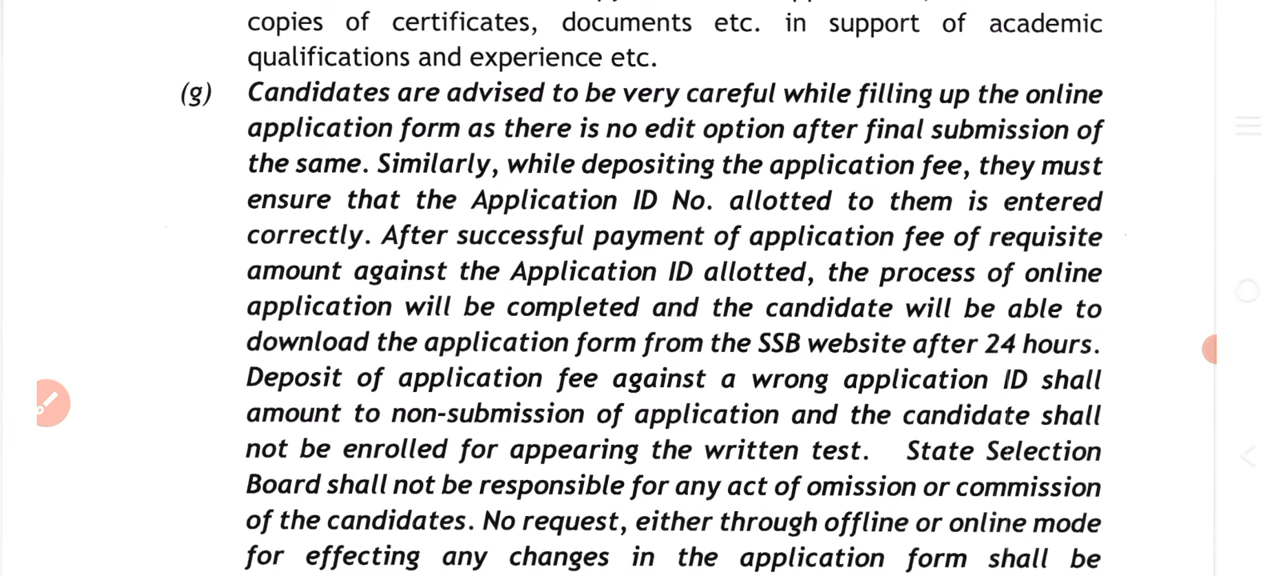 copies of certificates, documents etc. in support of academic
qualifications and experience etc.
(g) Candidates are advised to be very careful while filling up the online
application form as there is no edit option after final submission of
the same. Similarly, while depositing the application fee, they must
ensure that the Application ID No. allotted to them is entered
correctly. After successful payment of application fee of requisite
amount against the Application ID allotted, the process of online
application will be completed and the candidate will be able to
download the application form from the SSB website after 24 hours.
Deposit of application fee against a wrong application ID shall
amount to non-submission of application and the candidate shall
not be enrolled for appearing the written test. State Selection
Board shall not be responsible for any act of omission or commission
of the candidates. No request, either through offline or online mode
for effecting any changes in the application form shall be